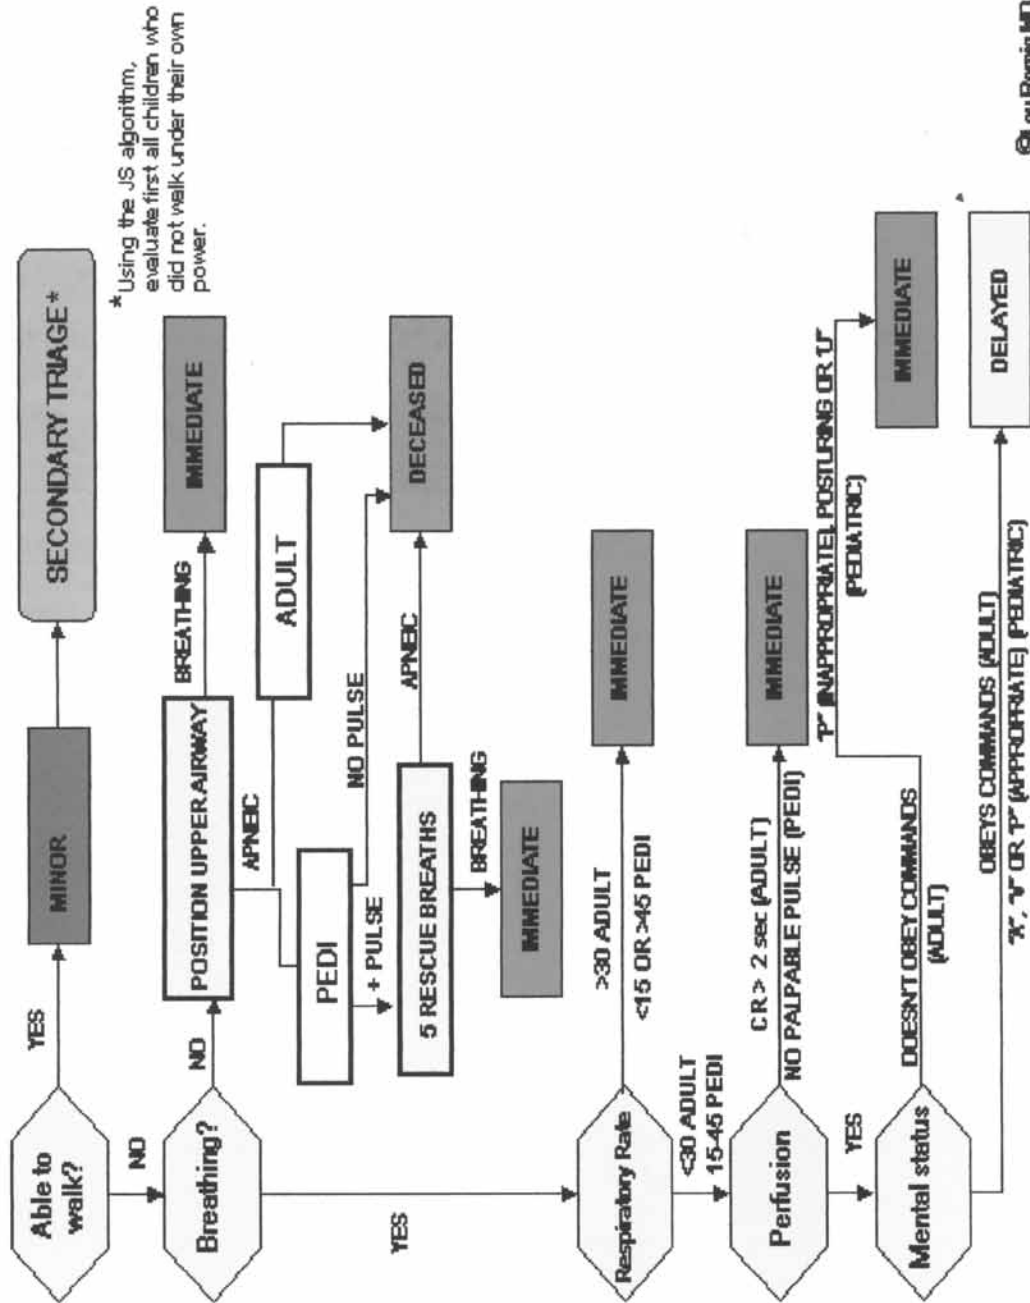 Able to
walk?
YES
MINOR
SECONDARY TRIAGE*
*Using the JS algorithm,
evaluate first all children who
did not walk under their own
power.
NO
Breathing?
NO
POSITION UPPER AIRWAY
BREATHING
IMMEDIATE
APNEIC
PEDI
ADULT
+ PULSE
NO PULSE
DECEASED
5 RESCUE BREATHS
APNEIC
BREATHING
IMMEDIATE
YES
Respiratory Rate
>30 ADULT
<15 OR >45 PEDI
IMMEDIATE
<30 ADULT
15-45 PEDI
Perfusion
CR > 2 sec (ADULT)
NO PALPABLE PULSE (PEDI)
IMMEDIATE
YES
Mental status
DOESN'T OBEY COMMANDS
(ADULT)
"P" (INAPPROPRIATE), POSTURING OR "U"
(PEDIATRIC)
IMMEDIATE
OBEYS COMMANDS (ADULT)
"A", "V" OR "P" (APPROPRIATE) (PEDIATRIC)
DELAYED
©Lou Romig MD